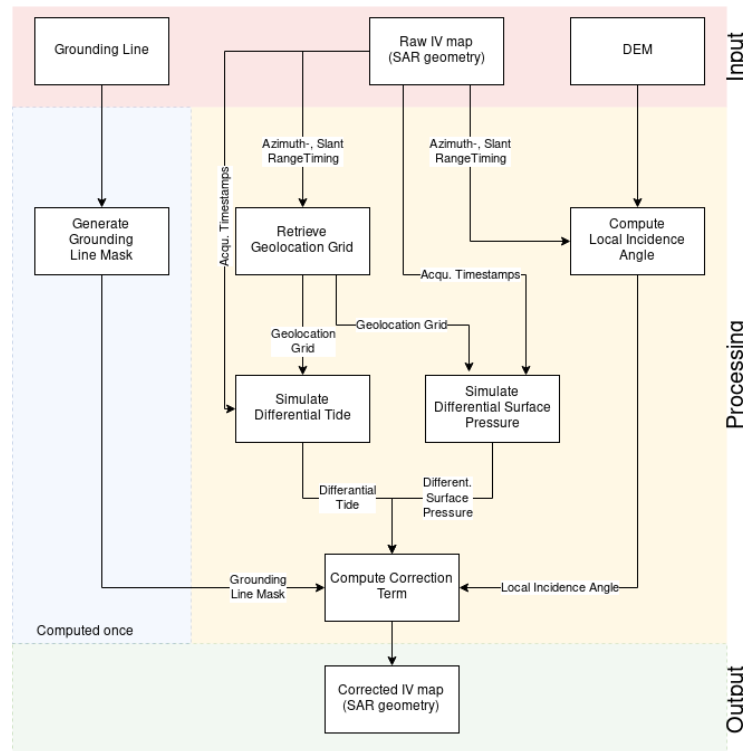 Grounding Line
Raw IV map
(SAR geometry)
DEM
Input
Azimuth-, Slant
RangeTiming
Azimuth-, Slant
RangeTiming
Acqu. Timestamps
Generate
Grounding
Line Mask
Retrieve
Geolocation Grid
Compute
Local Incidence
Angle
Acqu. Timestamps
Geolocation Grid
Geolocation
Grid
Processing
Simulate
Differential Tide
Simulate
Differential Surface
Pressure
Differantial
Tide
Different.
Surface
Pressure
Grounding
Line Mask
Compute Correction
Term
Local Incidence Angle
Computed once
Corrected IV map
(SAR geometry)
Output